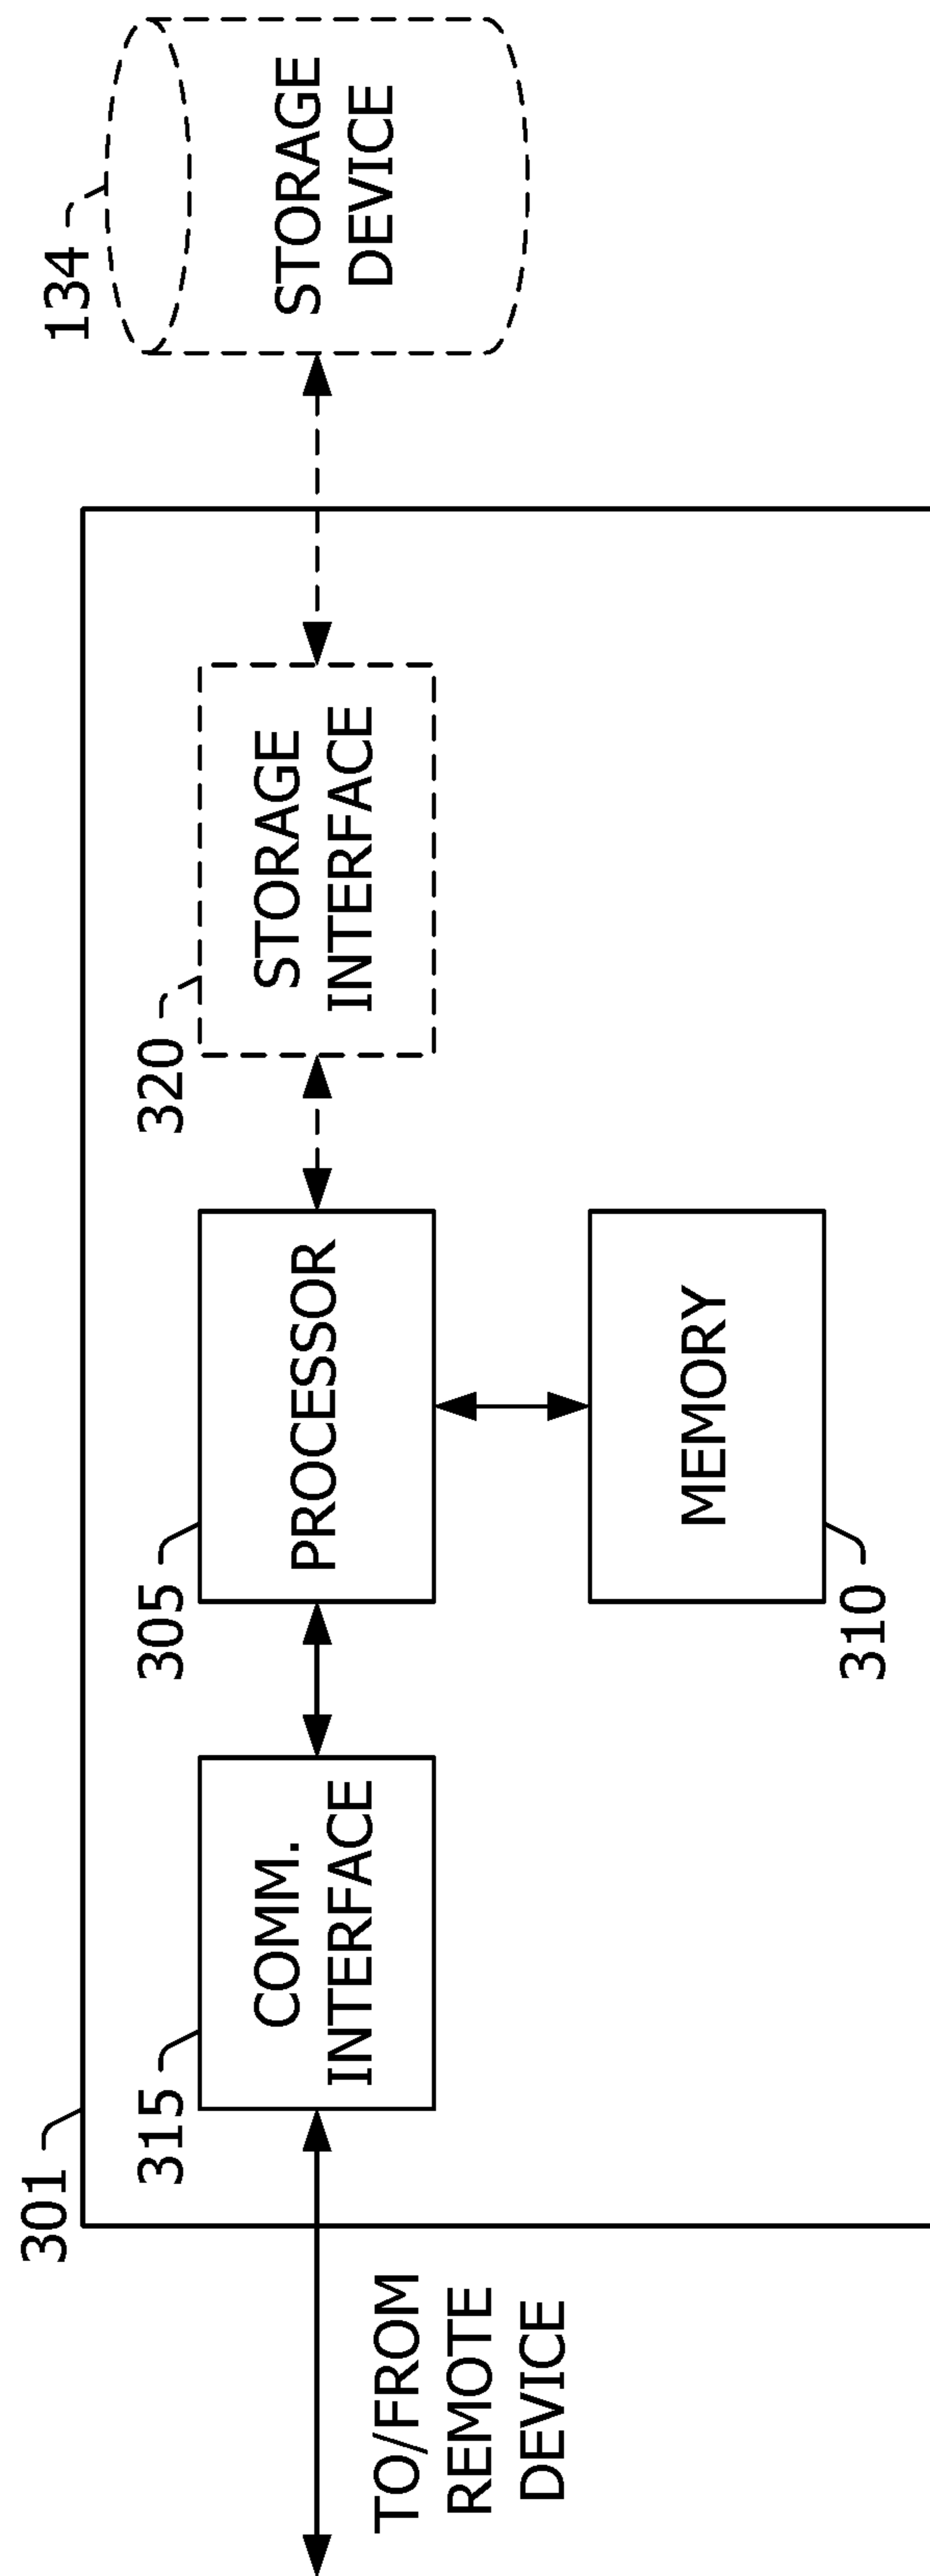 301
315
COMM.
INTERFACE
305
PROCESSOR
320
STORAGE
INTERFACE
134
STORAGE
DEVICE
TO/FROM
REMOTE
DEVICE
MEMORY
310